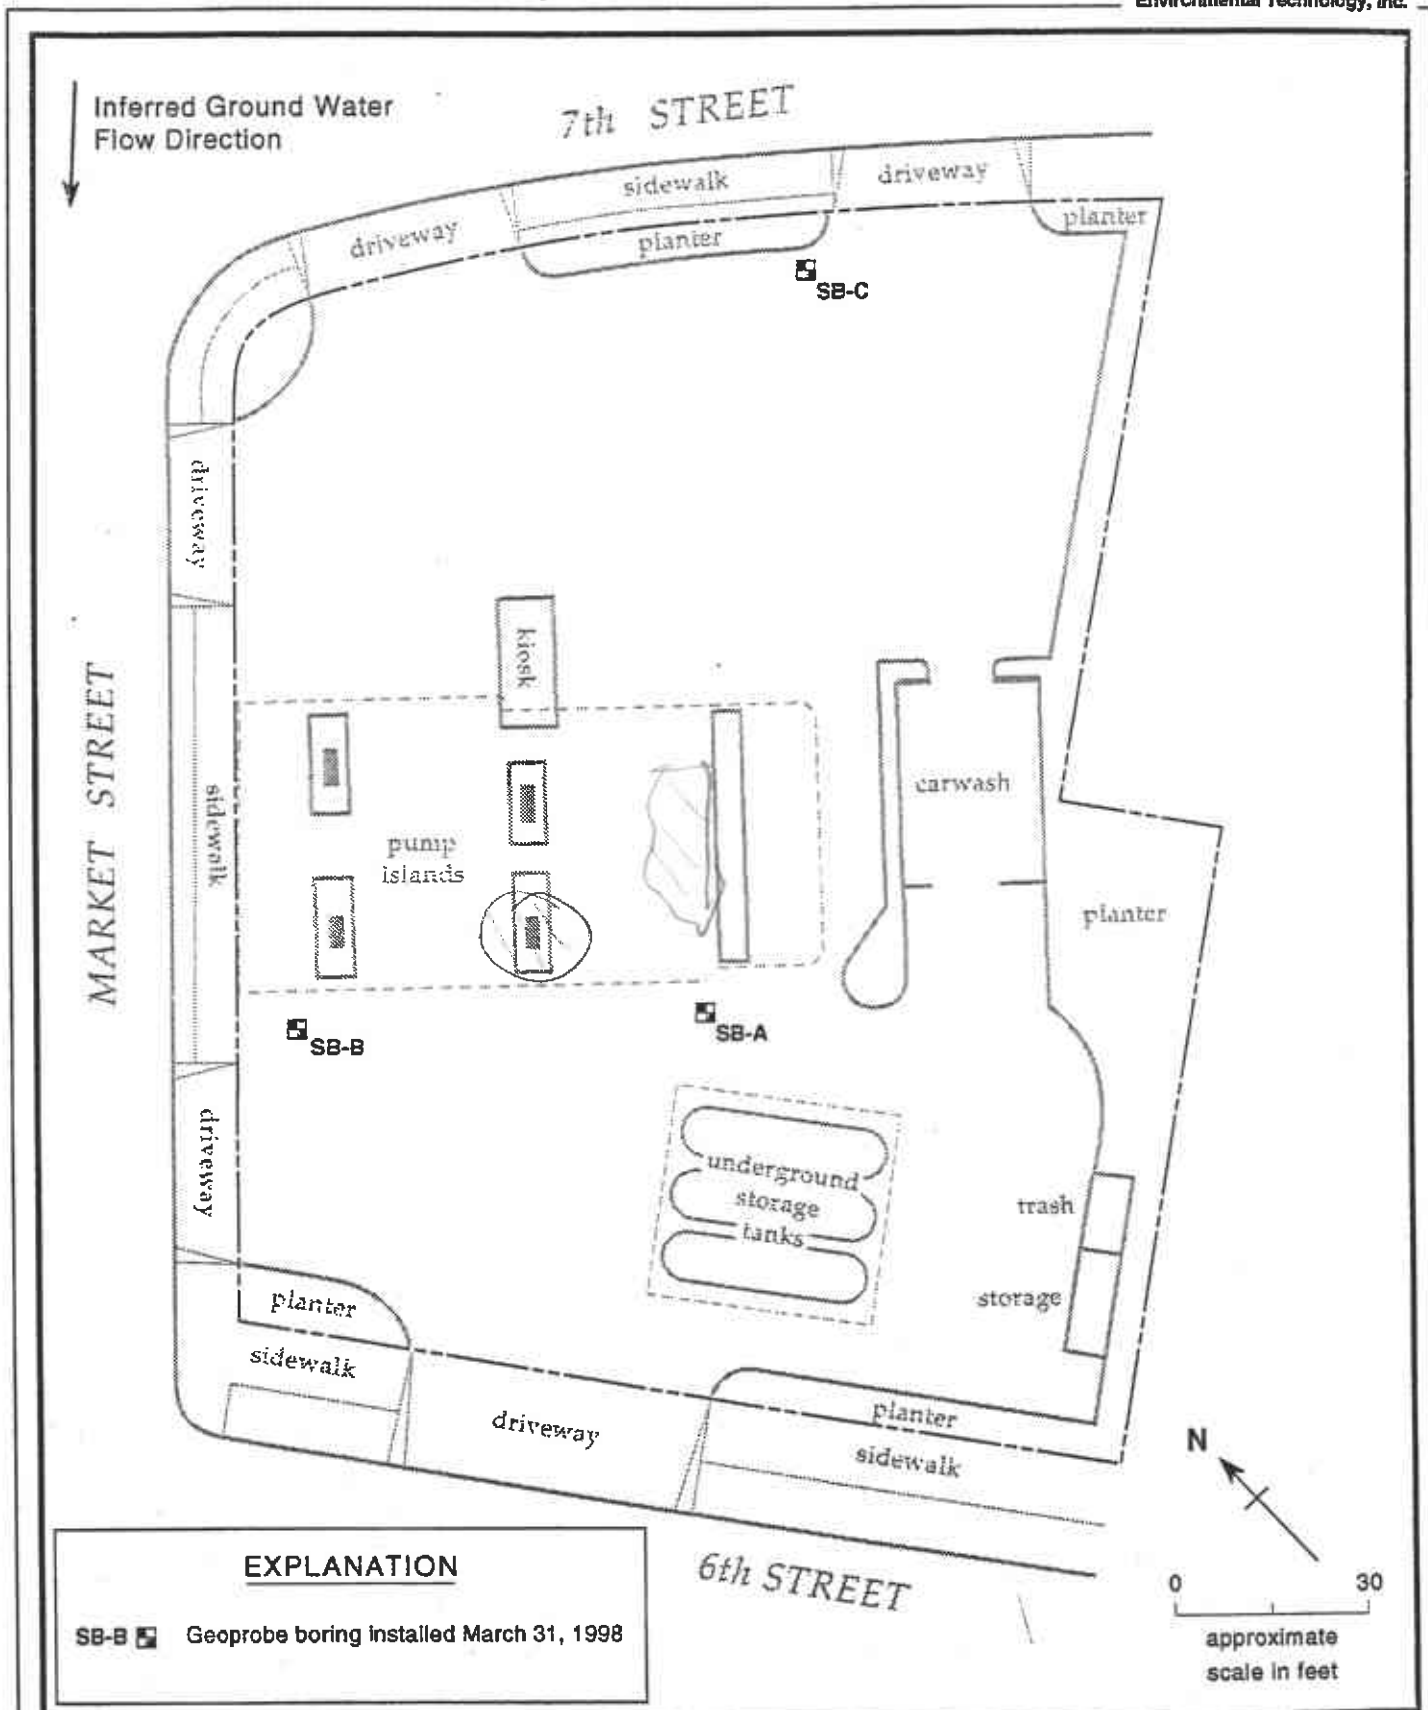 Environmental Technology, Inc.
Inferred Ground Water
Flow Direction
7th STREET
sidewalk
driveway
planter
driveway
planter
SB-C
driveway
kiosk
MARKET STREET
sidewalk
pump
islands
carwash
planter
SB-B
SB-A
driveway
underground
storage
tanks
trash
storage
planter
sidewalk
driveway
planter
sidewalk
N
6th STREET
0 30
approximate
scale in feet
EXPLANATION
SB-B Geoprobe boring installed March 31, 1998